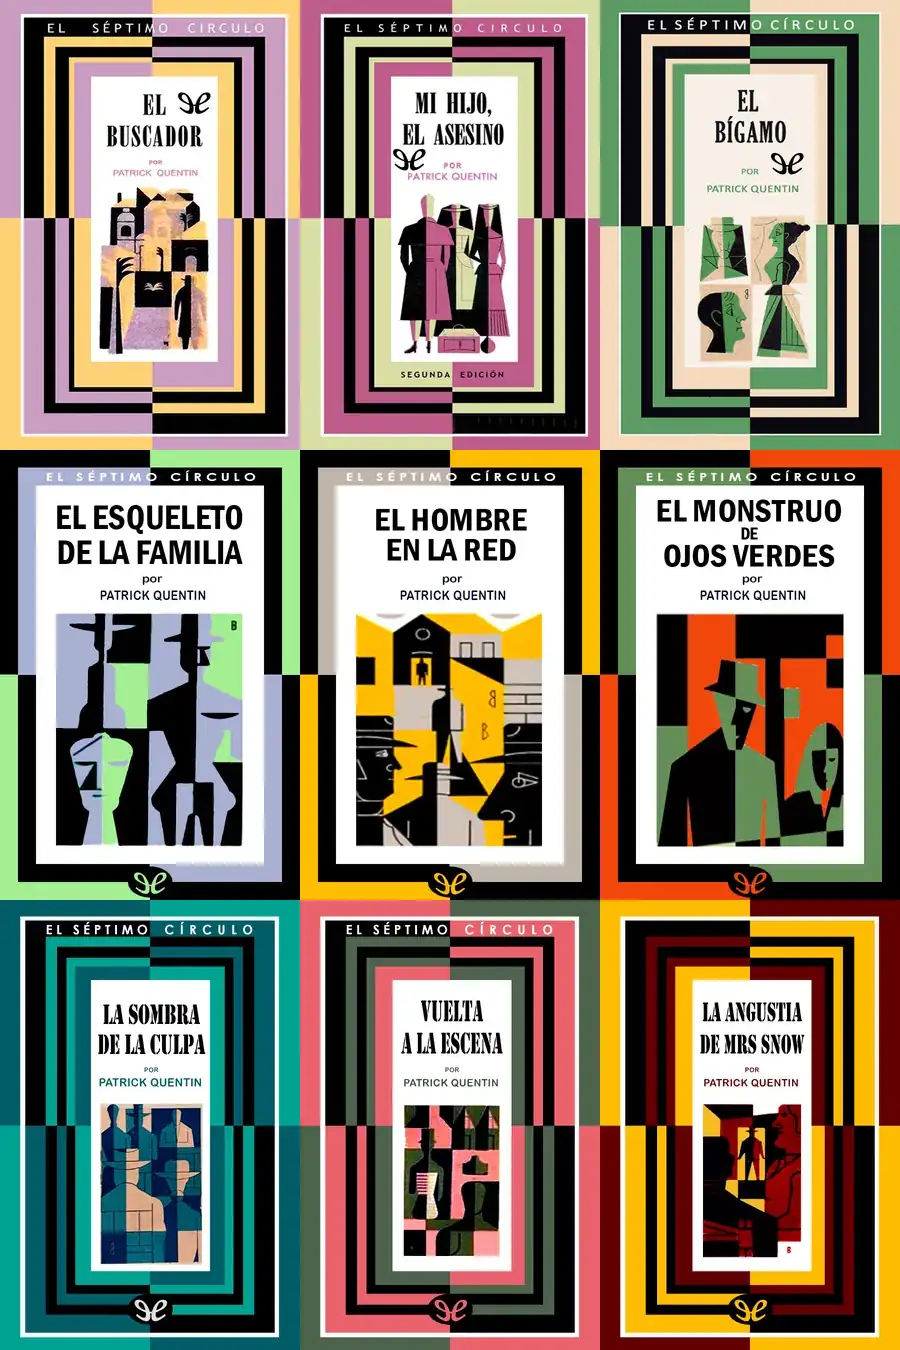 EL SÉPTIMO CIRCULO
EL
BUSCADOR
POR
PATRICK QUENTIN
EL SÉPTIMO CIRCULO
MI HIJO,
EL ASESINO
POR
PATRICK QUENTIN
SEGUNDA EDICIÓN
EL SÉPTIMO CÍRCULO
EL
BÍGAMO
POR
PATRICK QUENTIN
B
EL SÉPTIMO CÍRCULO
EL ESQUELETO
DE LA FAMILIA
por
PATRICK QUENTIN
B
EL SÉPTIMO CÍRCULO
EL HOMBRE
EN LA RED
por
PATRICK QUENTIN
B
EL SÉPTIMO CÍRCULO
EL MONSTRUO
DE
OJOS VERDES
por
PATRICK QUENTIN
EL SÉPTIMO CÍRCULO
LA SOMBRA
DE LA CULPA
POR
PATRICK QUENTIN
EL SÉPTIMO CÍRCULO
VUELTA
A LA ESCENA
POR
PATRICK QUENTIN
LA ANGUSTIA
DE MRS SNOW
POR
PATRICK QUENTIN
B